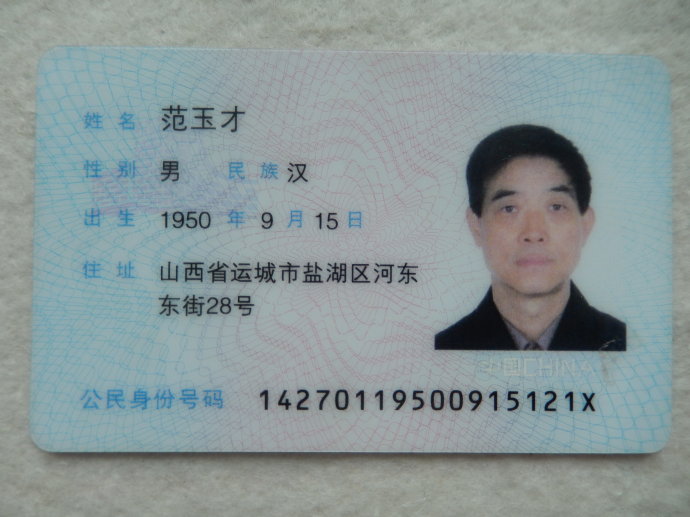 姓名 范玉才
性别 男 民族 汉
出生 1950 年 9 月 15 日
住址 山西省运城市盐湖区河东
东街28号
中国CHINA
公民身份号码 14270119500915121X